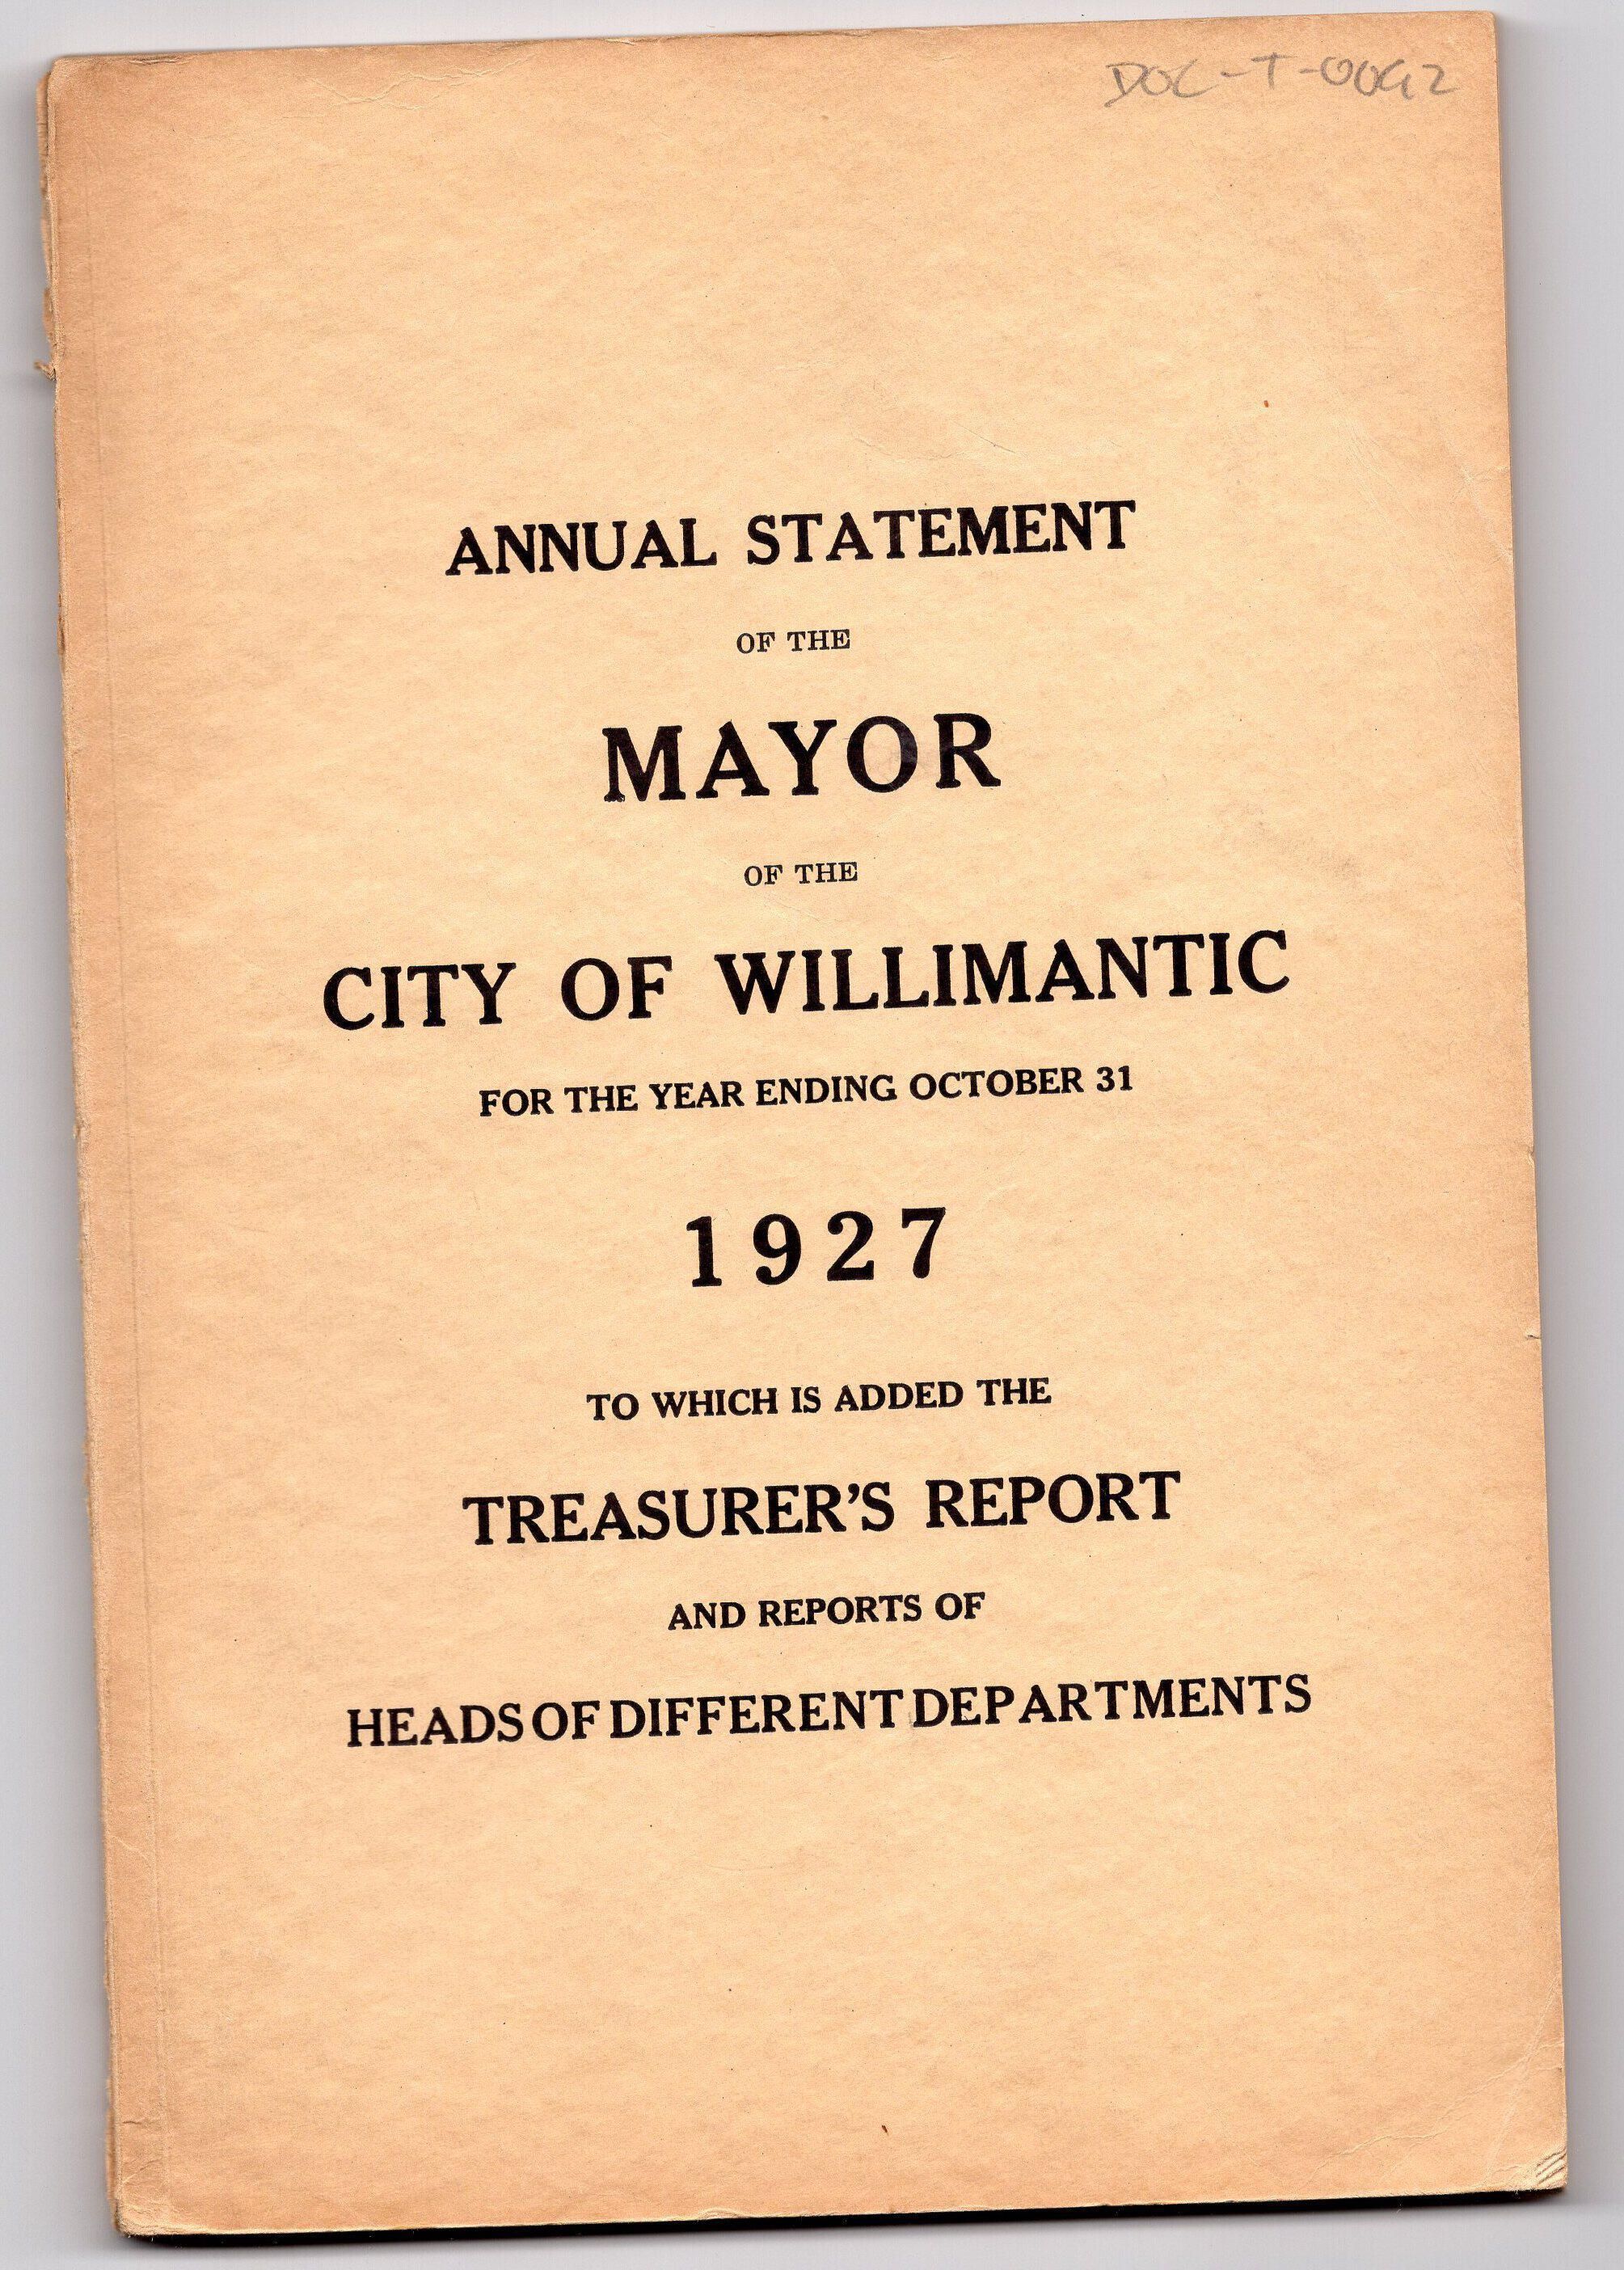 DOC-T-0092
ANNUAL STATEMENT
OF THE
MAYOR
OF THE
CITY OF WILLIMANTIC
FOR THE YEAR ENDING OCTOBER 31
1927
TO WHICH IS ADDED THE
TREASURER'S REPORT
AND REPORTS OF
HEADS OF DIFFERENT DEPARTMENTS